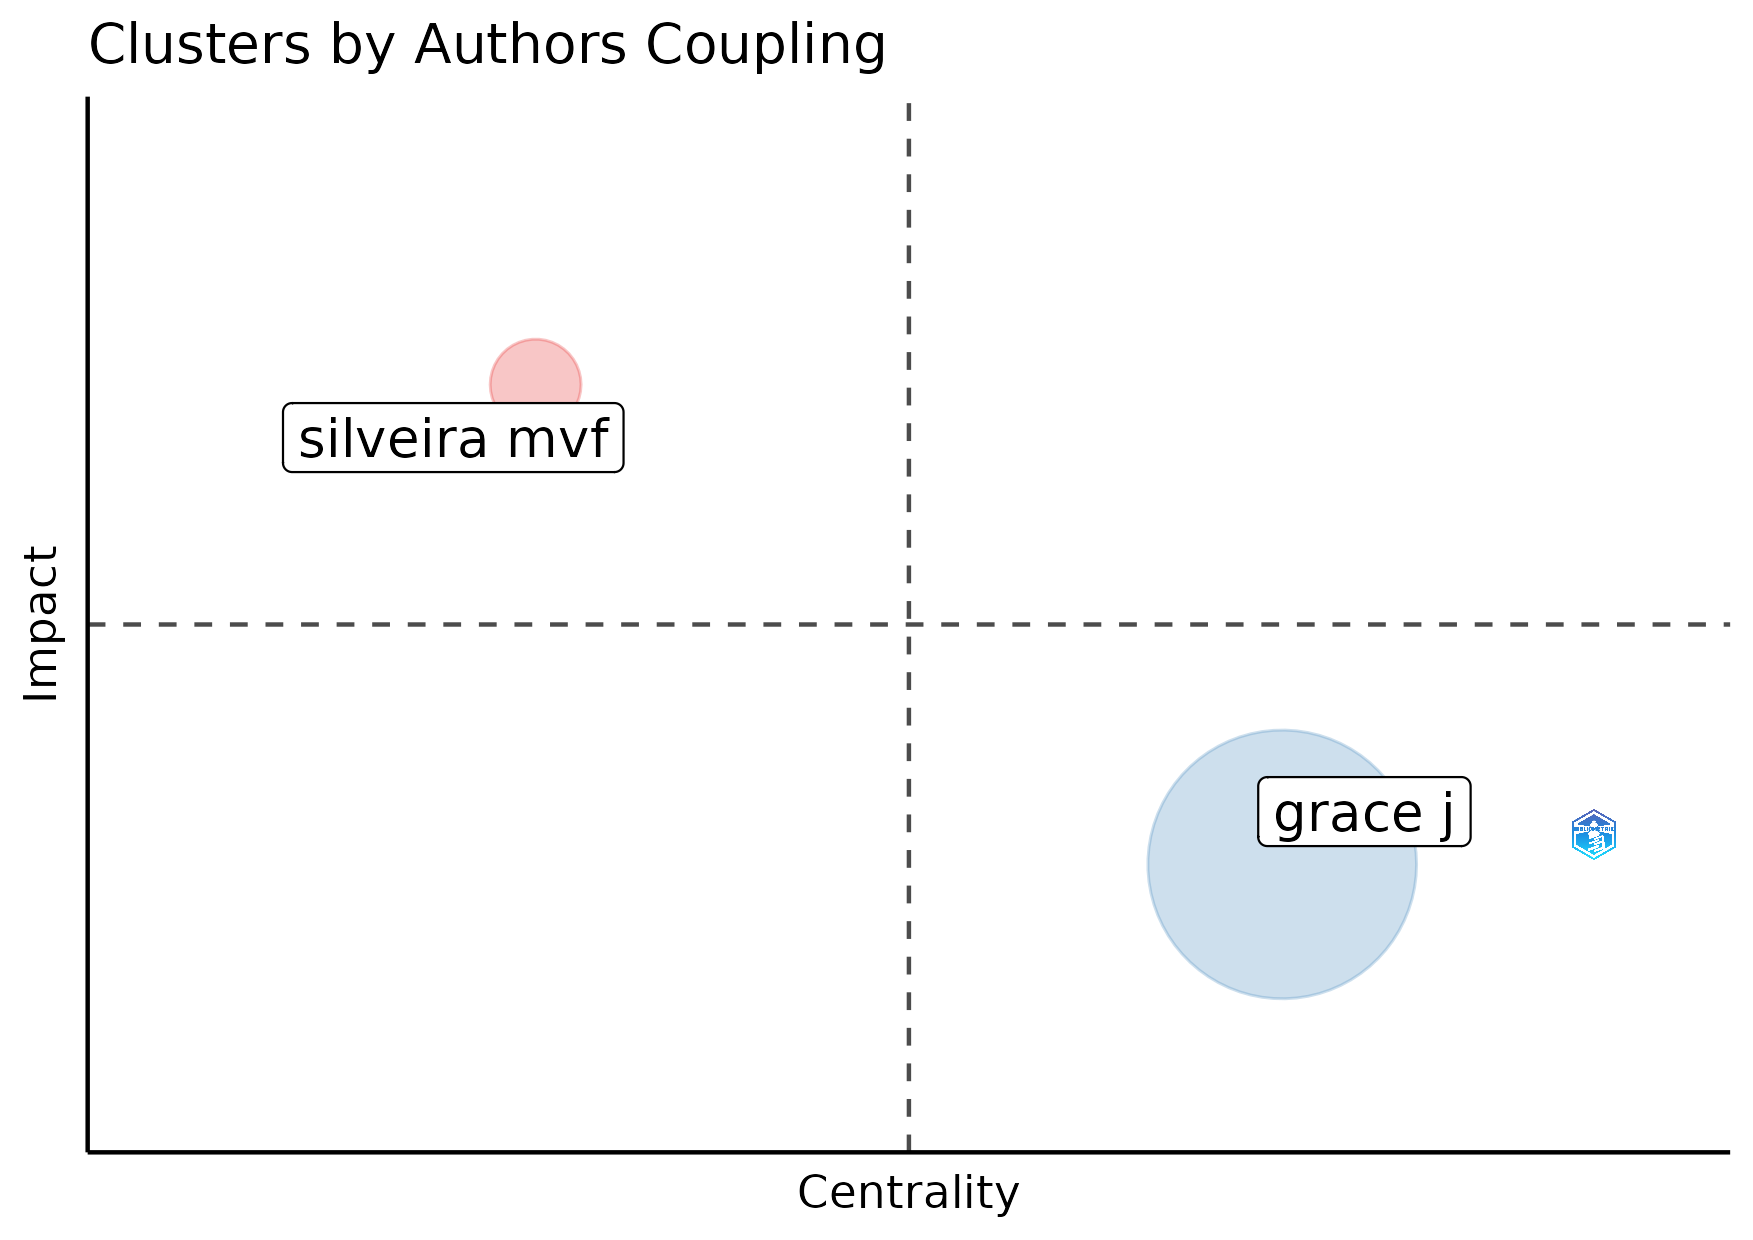 Clusters by Authors Coupling
silveira mvf
Impact
grace j
Centrality